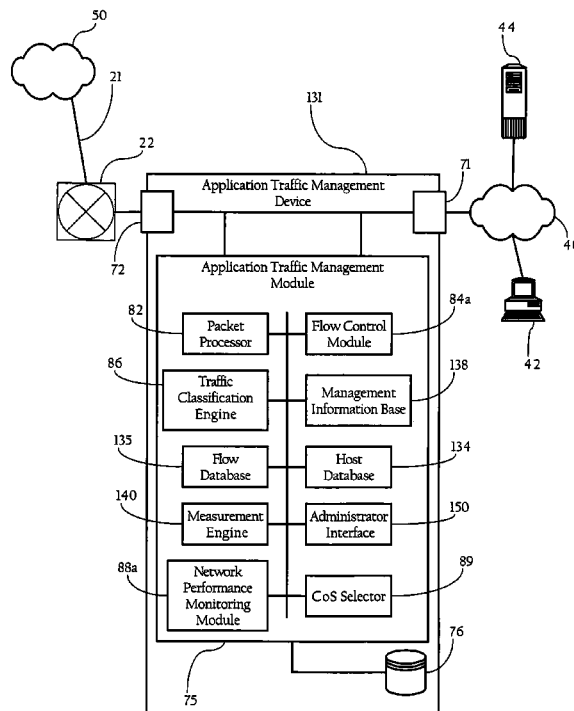 50
44
21
131
22
71
Application Traffic Management
Device
72
Application Traffic Management
Module
42
82
Packet
Processor
Flow Control
Module
84a
86
Traffic
Classification
Engine
Management
Information Base
138
135
Flow
Database
Host
Database
134
140
Measurement
Engine
Administrator
Interface
150
88a
Network
Performance
Monitoring
Module
CoS Selector
89
75
76